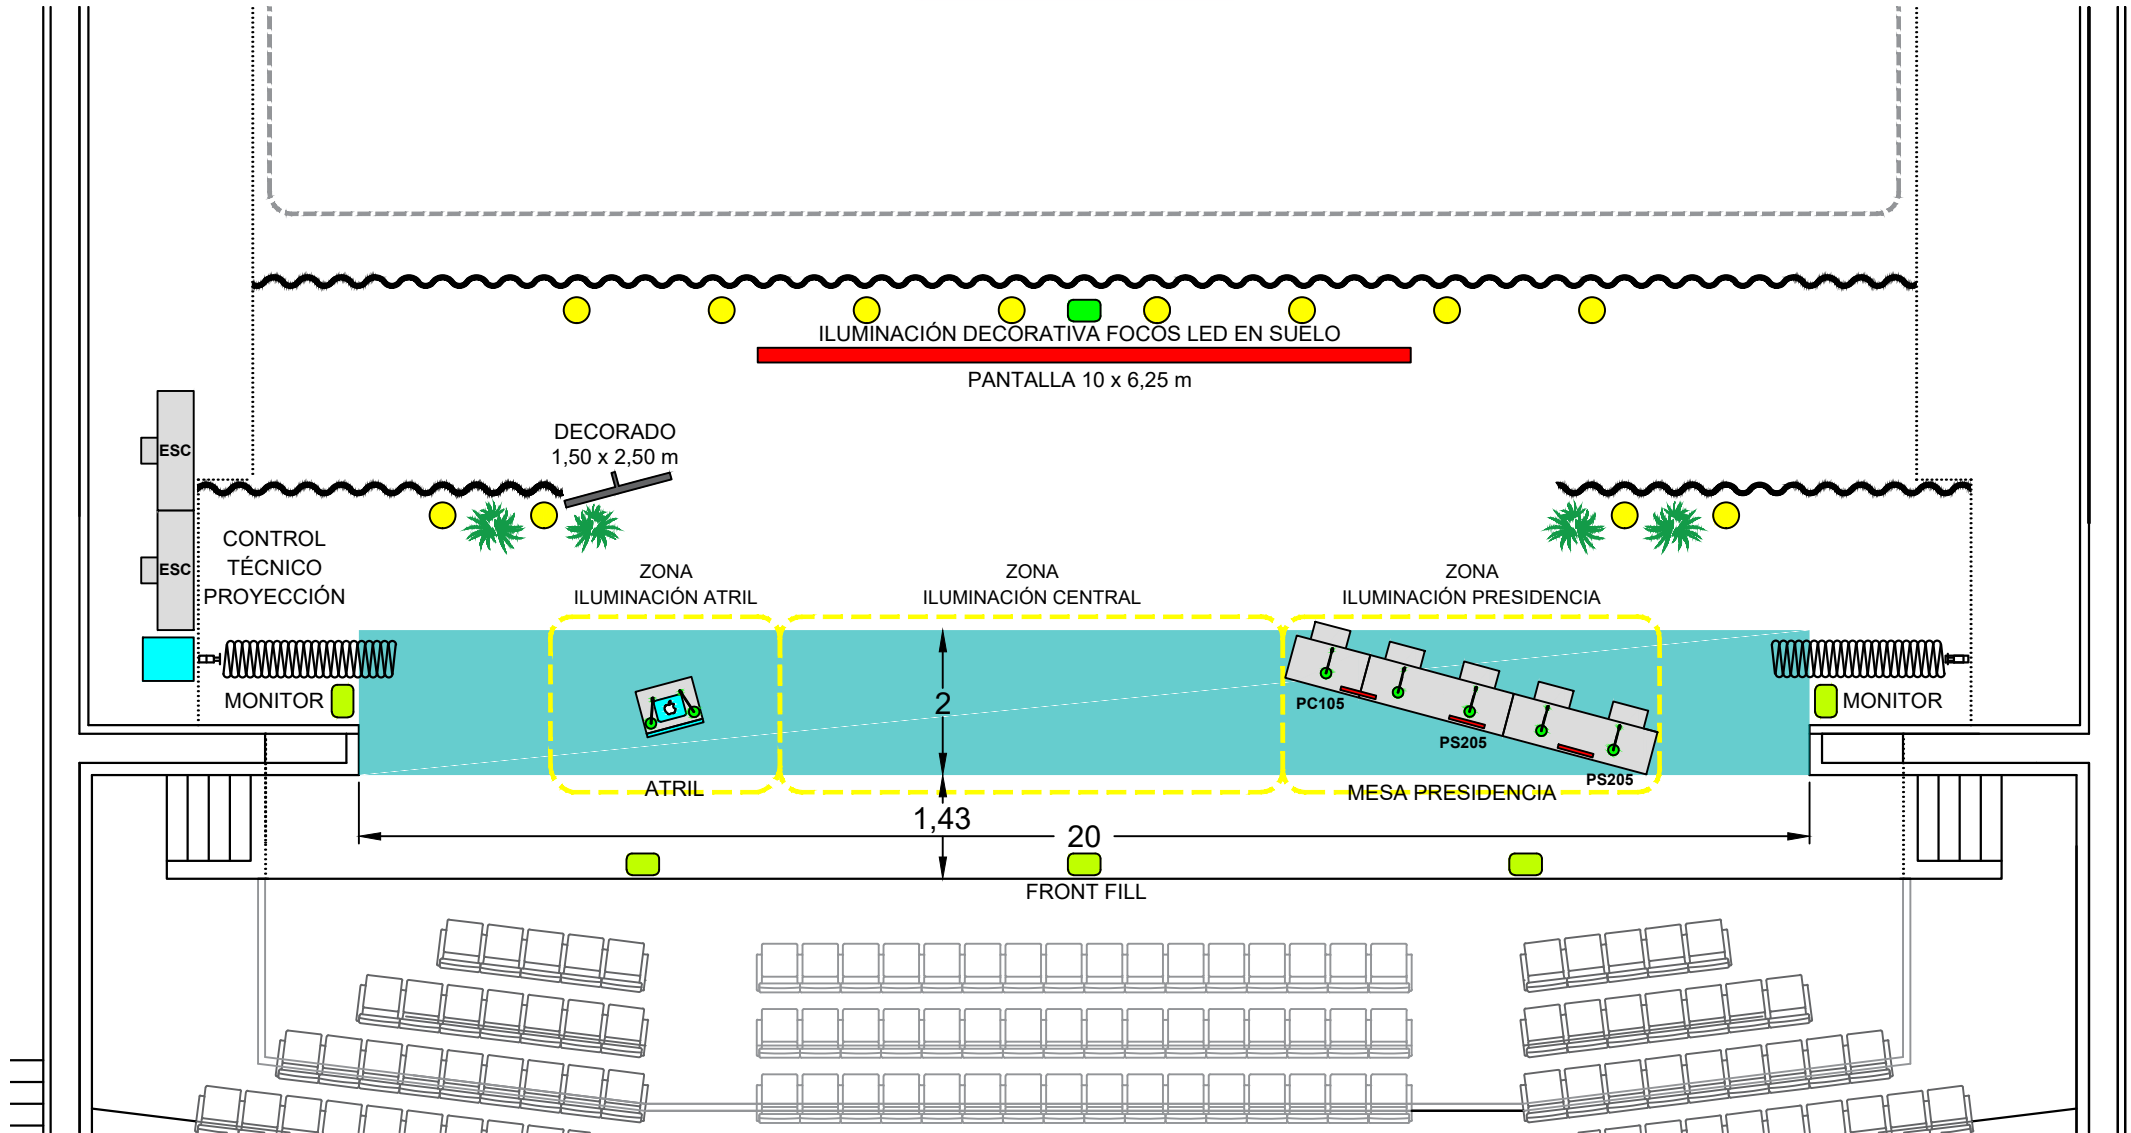 ILUMINACIÓN DECORATIVA FOCOS LED EN SUELO
PANTALLA 10 x 6,25 m
DECORADO
1,50 x 2,50 m
ESC
ESC
CONTROL
TÉCNICO
PROYECCIÓN
ZONA
ILUMINACIÓN ATRIL
ZONA
ILUMINACIÓN CENTRAL
ZONA
ILUMINACIÓN PRESIDENCIA
MONITOR
2
PC105
PS205
PS205
MONITOR
ATRIL
MESA PRESIDENCIA
1,43
20
FRONT FILL